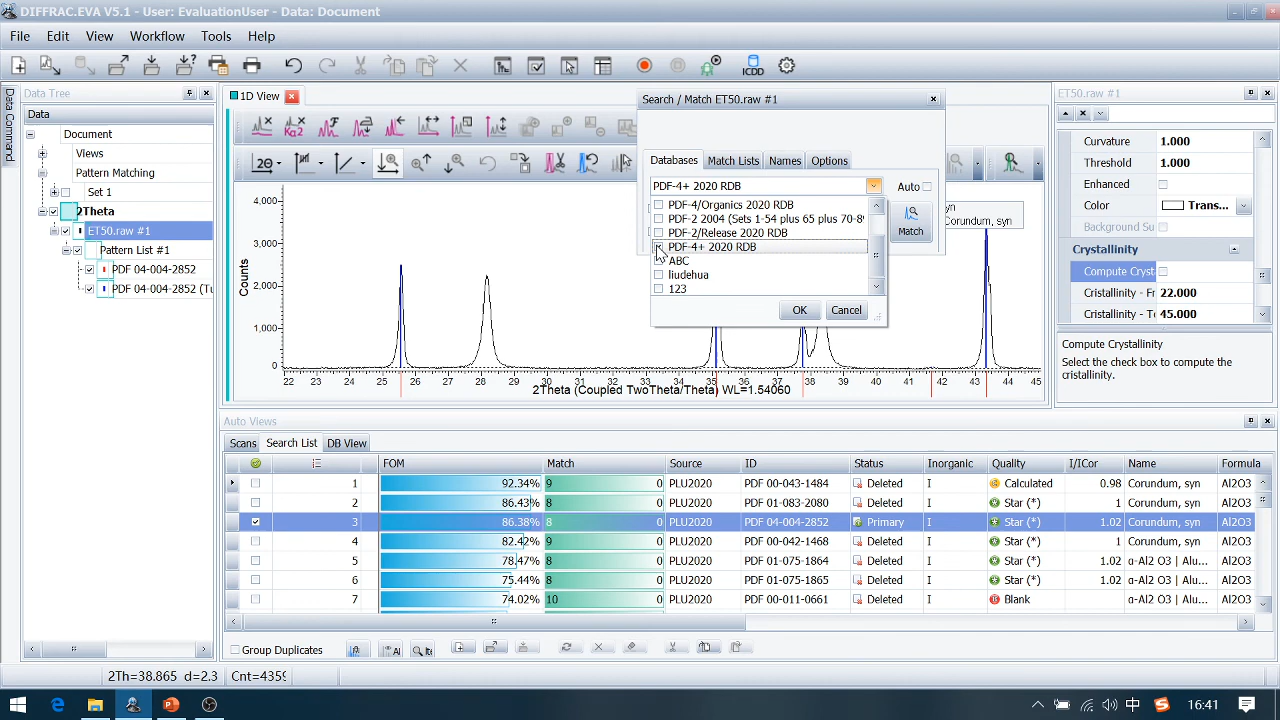 DIFFRAC.EVA V5.1 - User: EvaluationUser - Data: Document
File Edit View Workflow Tools Help
ICDD
Data Command
Data Tree
Data
Document
Views
Pattern Matching
Set 1
2Theta
ET50.raw #1
Pattern List #1
PDF 04-004-2852
PDF 04-004-2852 (Tu
1D View
Kα2
2θ
4,000
3,000
2,000
1,000
0
22 23 24 25 26 27 28 29 30 31 32 33 34 35 36 37 38 39 40 41 42 43 44 45
2Theta (Coupled TwoTheta/Theta) WL=1.54060
Corundum, syn
Search / Match ET50.raw #1
Databases Match Lists Names Options
PDF-4+ 2020 RDB
Auto
PDF-4/Organics 2020 RDB
PDF-2 2004 (Sets 1-54 plus 65 plus 70-89
PDF-2/Release 2020 RDB
PDF-4+ 2020 RDB
ABC
liudehua
123
OK Cancel
Match
ET50.raw #1
Curvature 1.000
Threshold 1.000
Enhanced
Color Trans...
Background Su
Crystallinity
Compute Cryst
Cristallinity - Fr 22.000
Cristallinity - T 45.000
Compute Crystallinity
Select the check box to compute the
cristallinity.
Auto Views
Scans Search List DB View
FOM Match Source ID Status Inorganic Quality I/ICor Name Formula
1 92.34% 9 0 PLU2020 PDF 00-043-1484 Deleted I Calculated 0.98 Corundum, syn Al2O3
2 86.43% 8 0 PLU2020 PDF 01-083-2080 Deleted I Star (*) 1 Corundum, syn Al2O3
3 86.38% 8 0 PLU2020 PDF 04-004-2852 Primary I Star (*) 1.02 Corundum, syn Al2O3
4 82.42% 9 0 PLU2020 PDF 00-042-1468 Deleted I Star (*) 1 Corundum, syn Al2O3
5 78.47% 8 0 PLU2020 PDF 01-075-1864 Deleted I Star (*) 1.02 α-Al2 O3 | Alu... Al2O3
6 75.44% 8 0 PLU2020 PDF 01-075-1865 Deleted I Star (*) 1.02 α-Al2 O3 | Alu... Al2O3
7 74.02% 10 0 PLU2020 PDF 00-011-0661 Deleted I Blank α-Al2 O3 | Alu... Al2O3
Group Duplicates
2Th=38,865 d=2.3 Cnt=4359
中
16:41